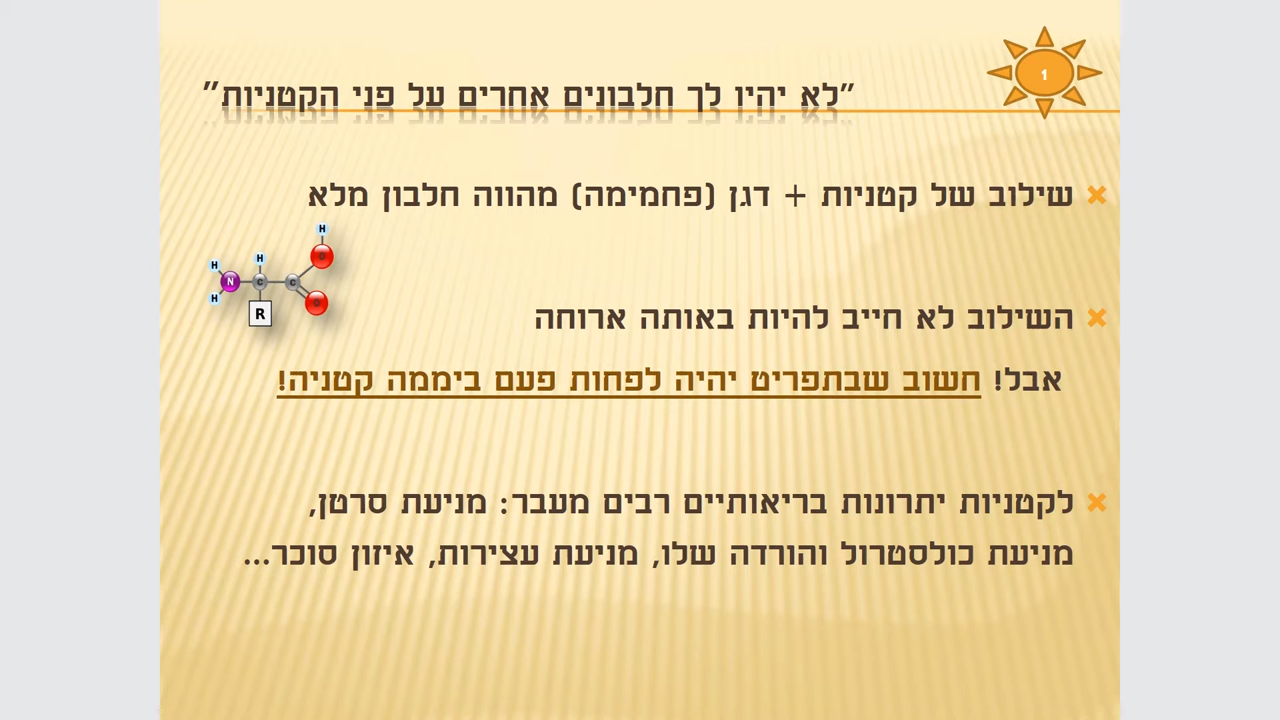 1
"לא יהיו לך חלבונים אחרים על פני הקטניות"
שילוב של קטניות + דגן (פחמימה) מהווה חלבון מלא
H
H
H
N
C
C
O
H
O
R
השילוב לא חייב להיות באותה ארוחה
אבל! חשוב שבתפריט יהיה לפחות פעם ביממה קטניה!
לקטניות יתרונות בריאותיים רבים מעבר: מניעת סרטן,
מניעת כולסטרול והורדה שלו, מניעת עצירות, איזון סוכר...